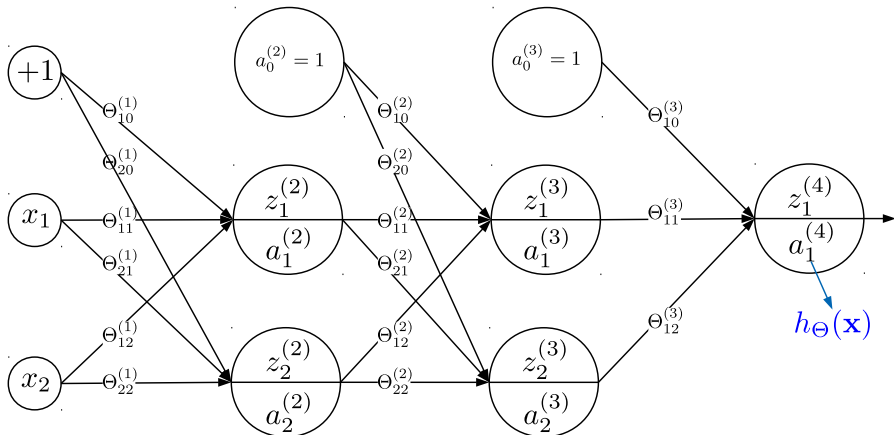 +1
a_0^{(2)} = 1
a_0^{(3)} = 1
Θ_{10}^{(1)}
Θ_{10}^{(2)}
Θ_{10}^{(3)}
Θ_{20}^{(1)}
Θ_{20}^{(2)}
x_1
Θ_{11}^{(1)}
z_1^{(2)}
a_1^{(2)}
Θ_{11}^{(2)}
z_1^{(3)}
a_1^{(3)}
Θ_{11}^{(3)}
z_1^{(4)}
a_1^{(4)}
Θ_{21}^{(1)}
Θ_{21}^{(2)}
h_Θ(x)
Θ_{12}^{(1)}
Θ_{12}^{(2)}
Θ_{12}^{(3)}
x_2
Θ_{22}^{(1)}
z_2^{(2)}
a_2^{(2)}
Θ_{22}^{(2)}
z_2^{(3)}
a_2^{(3)}